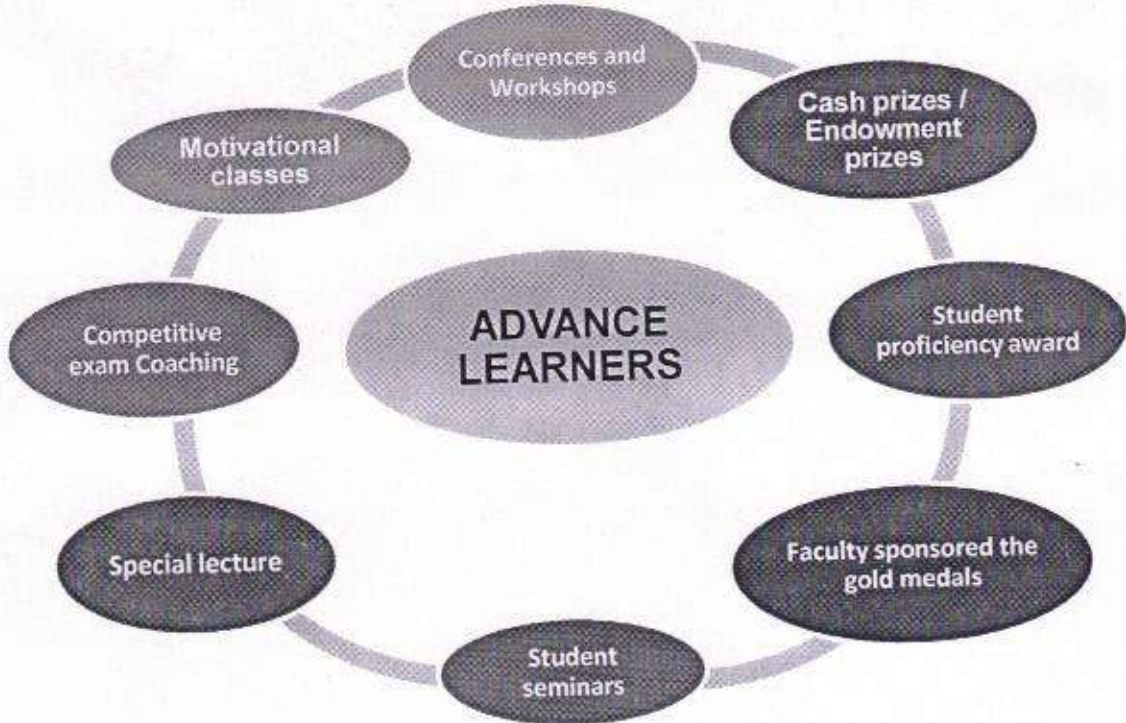 Conferences and
Workshops
Cash prizes /
Endowment
prizes
Student
proficiency award
Faculty sponsored the
gold medals
Student
seminars
Special lecture
Competitive
exam Coaching
Motivational
classes
ADVANCE
LEARNERS